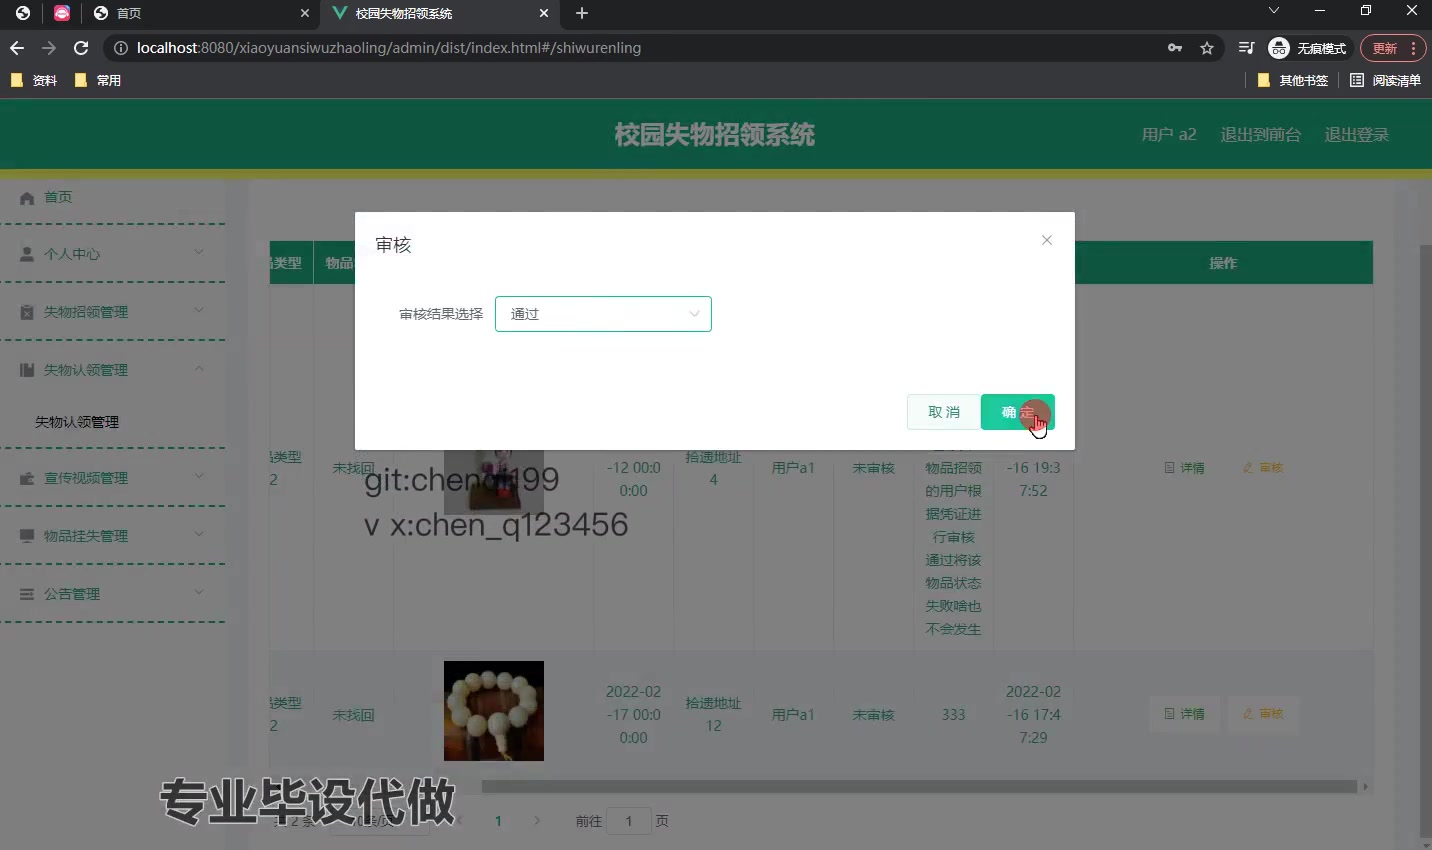 首页
校园失物招领系统
localhost:8080/xiaoyuansiwuzhaoling/admin/dist/index.html#/shiwurenling
无痕模式
更新
资料
常用
其他书签
阅读清单
校园失物招领系统
用户 a2
退出到前台
退出登录
首页
个人中心
失物招领管理
失物认领管理
失物认领管理
宣传视频管理
物品挂失管理
公告管理
类型
物品
操作
审核
审核结果选择
通过
取消
确定
类型
2
未找回
-12 00:0
0:00
拾遗地址
4
用户a1
未审核
物品招领
的用户根
据凭证进
行审核
通过将该
物品状态
失败啥也
不会发生
-16 19:3
7:52
详情
审核
git:chenqi199
v x:chen_q123456
类型
2
未找回
2022-02
-17 00:0
0:00
拾遗地址
12
用户a1
未审核
333
2022-02
-16 17:4
7:29
详情
审核
专业毕设代做
1
前往
1
页